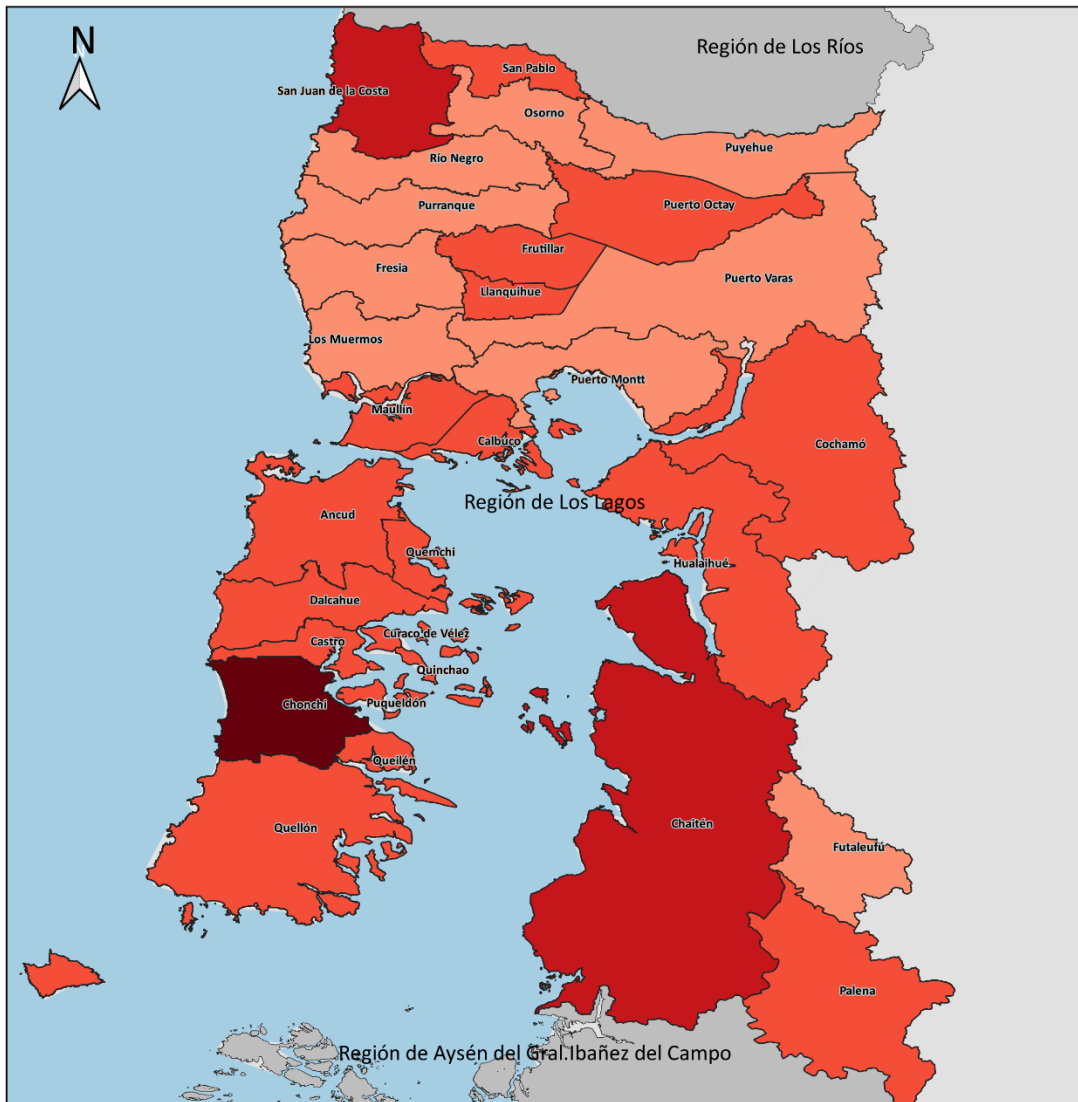 N
Región de Los Ríos
San Pablo
San Juan de la Costa
Osorno
Puyehue
Río Negro
Purranque
Puerto Octay
Frutillar
Fresia
Puerto Varas
Llanquihue
Los Muermos
Puerto Montt
Maullín
Calbuco
Cochamó
Región de Los Lagos
Ancud
Quemchi
Hualaihué
Dalcahue
Curaco de Vélez
Castro
Quinchao
Chonchi
Puqueldón
Queilén
Chaitén
Quellón
Futaleufú
Palena
Región de Aysén del Gral.Ibañez del Campo